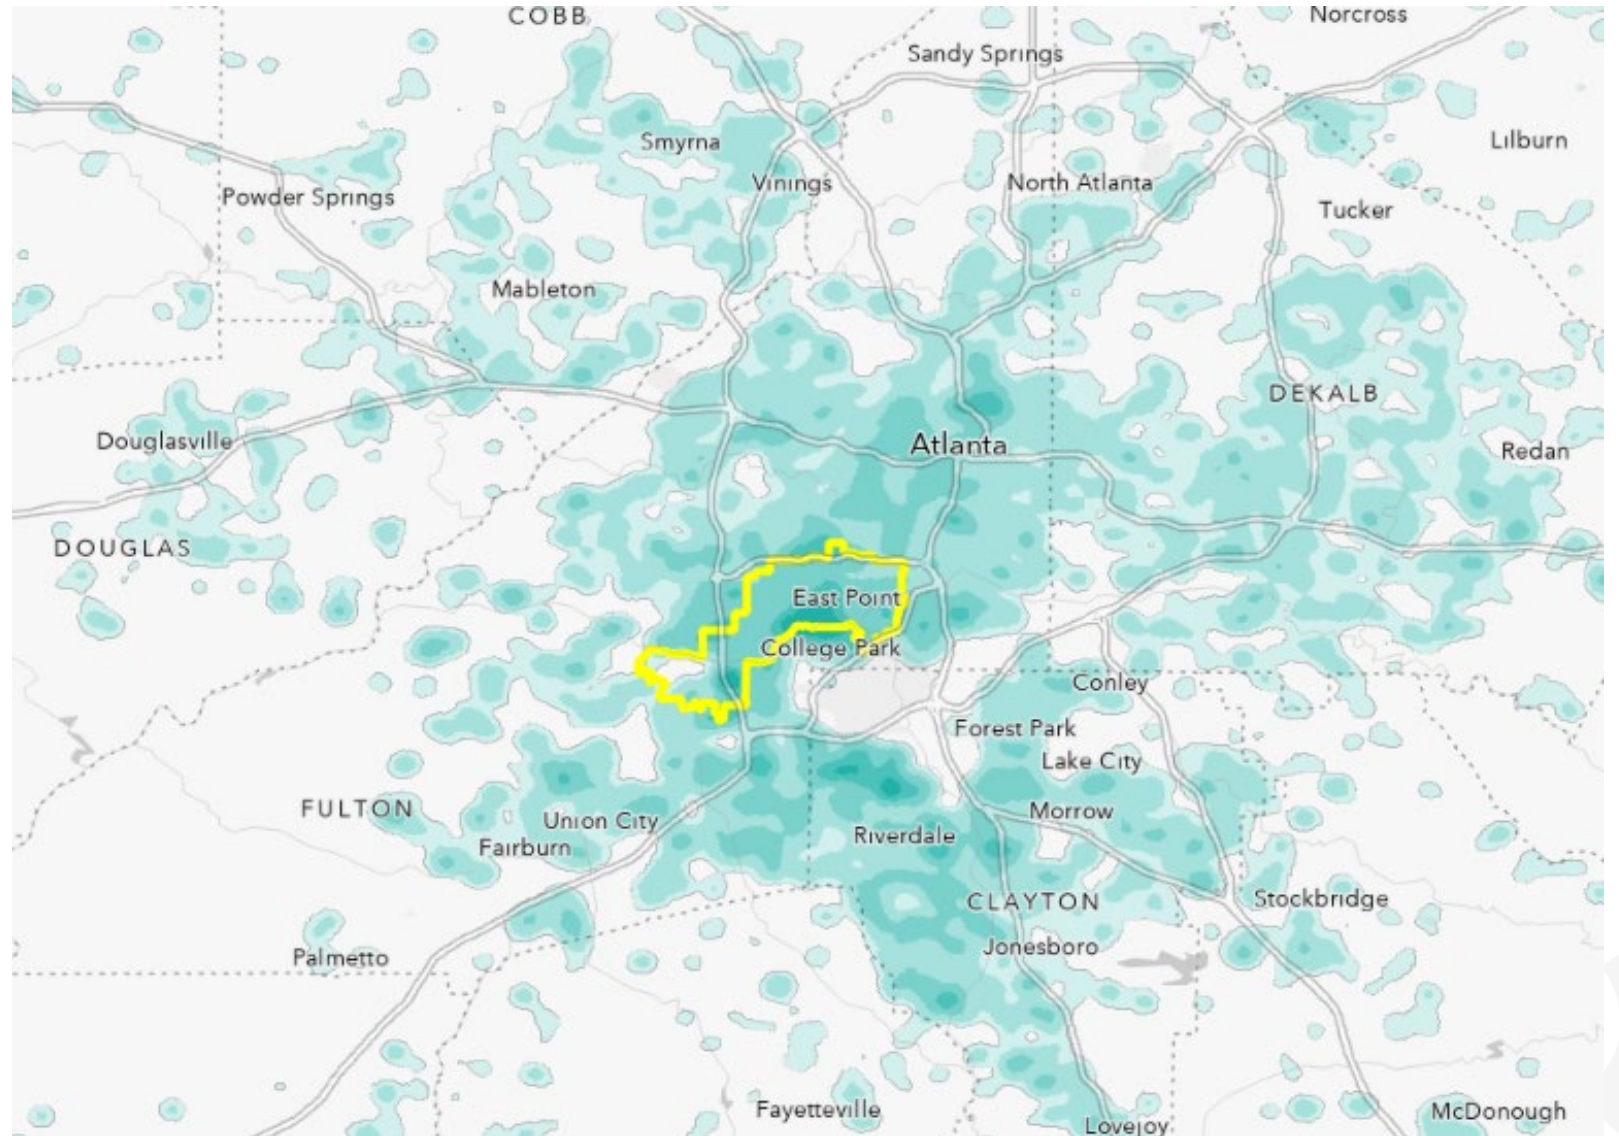 COBB
Norcross
Sandy Springs
Smyrna
Lilburn
Vinings
North Atlanta
Powder Springs
Tucker
Mableton
DEKALB
Douglasville
Atlanta
Redan
DOUGLAS
East Point
College Park
Conley
Forest Park
Lake City
FULTON
Morrow
Union City
Riverdale
Fairburn
Stockbridge
CLAYTON
Jonesboro
Palmetto
Fayetteville
McDonough
Lovejoy